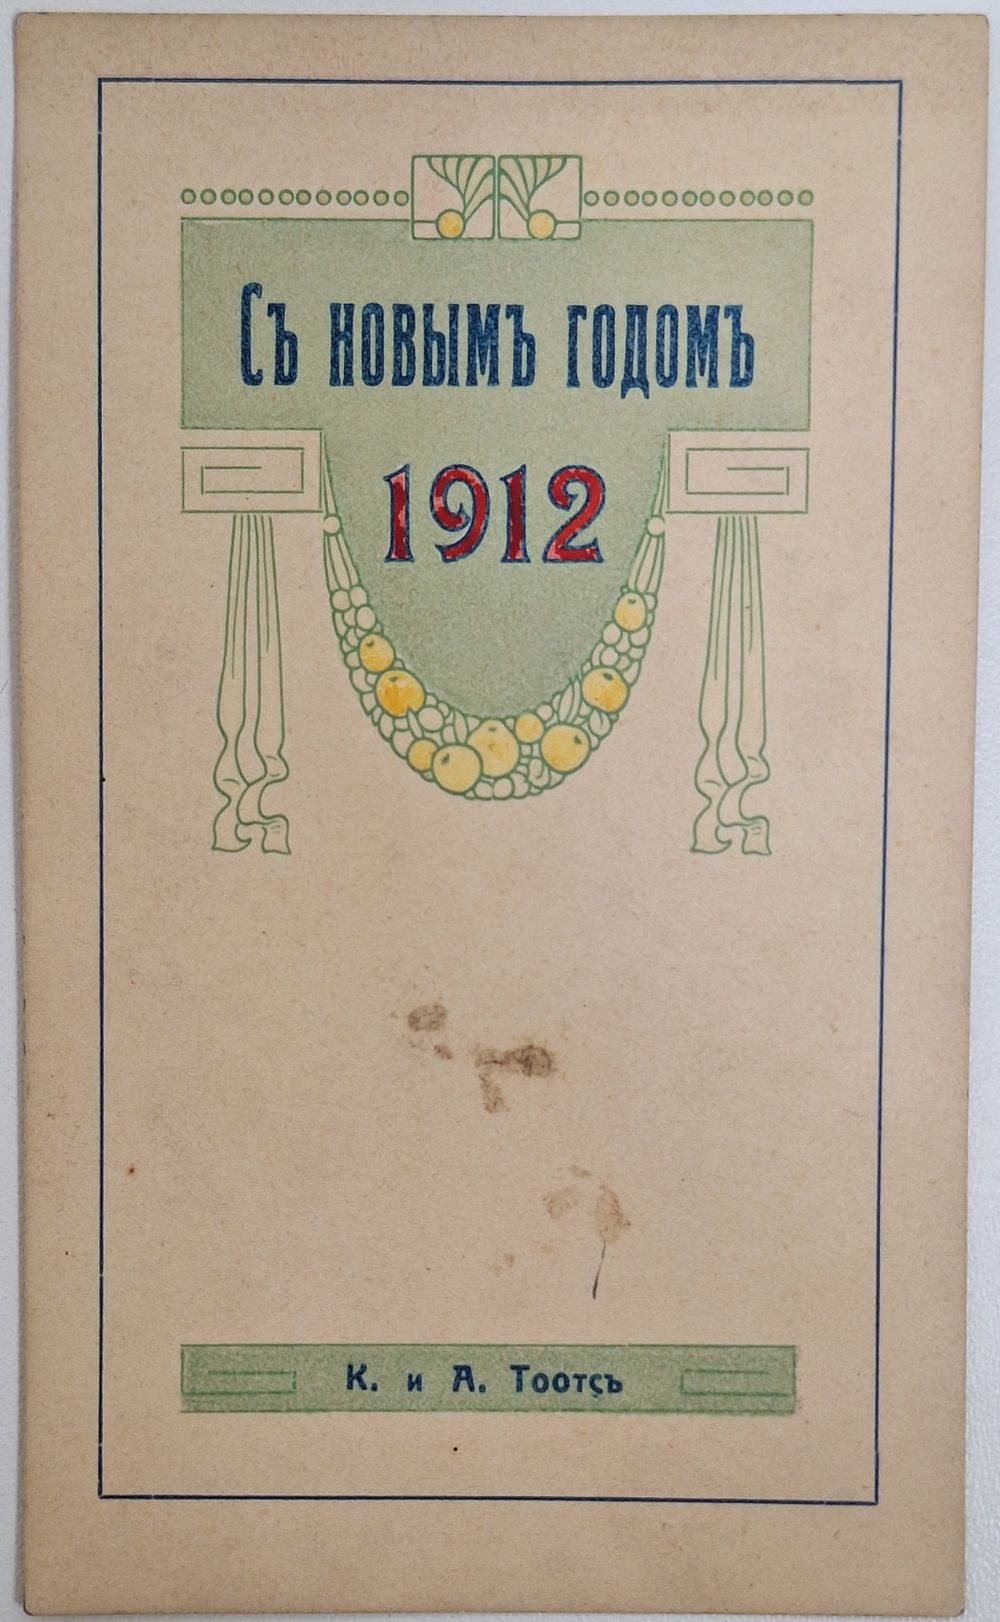 Съ новымъ годомъ
1912
К. и А. Тоотсъ